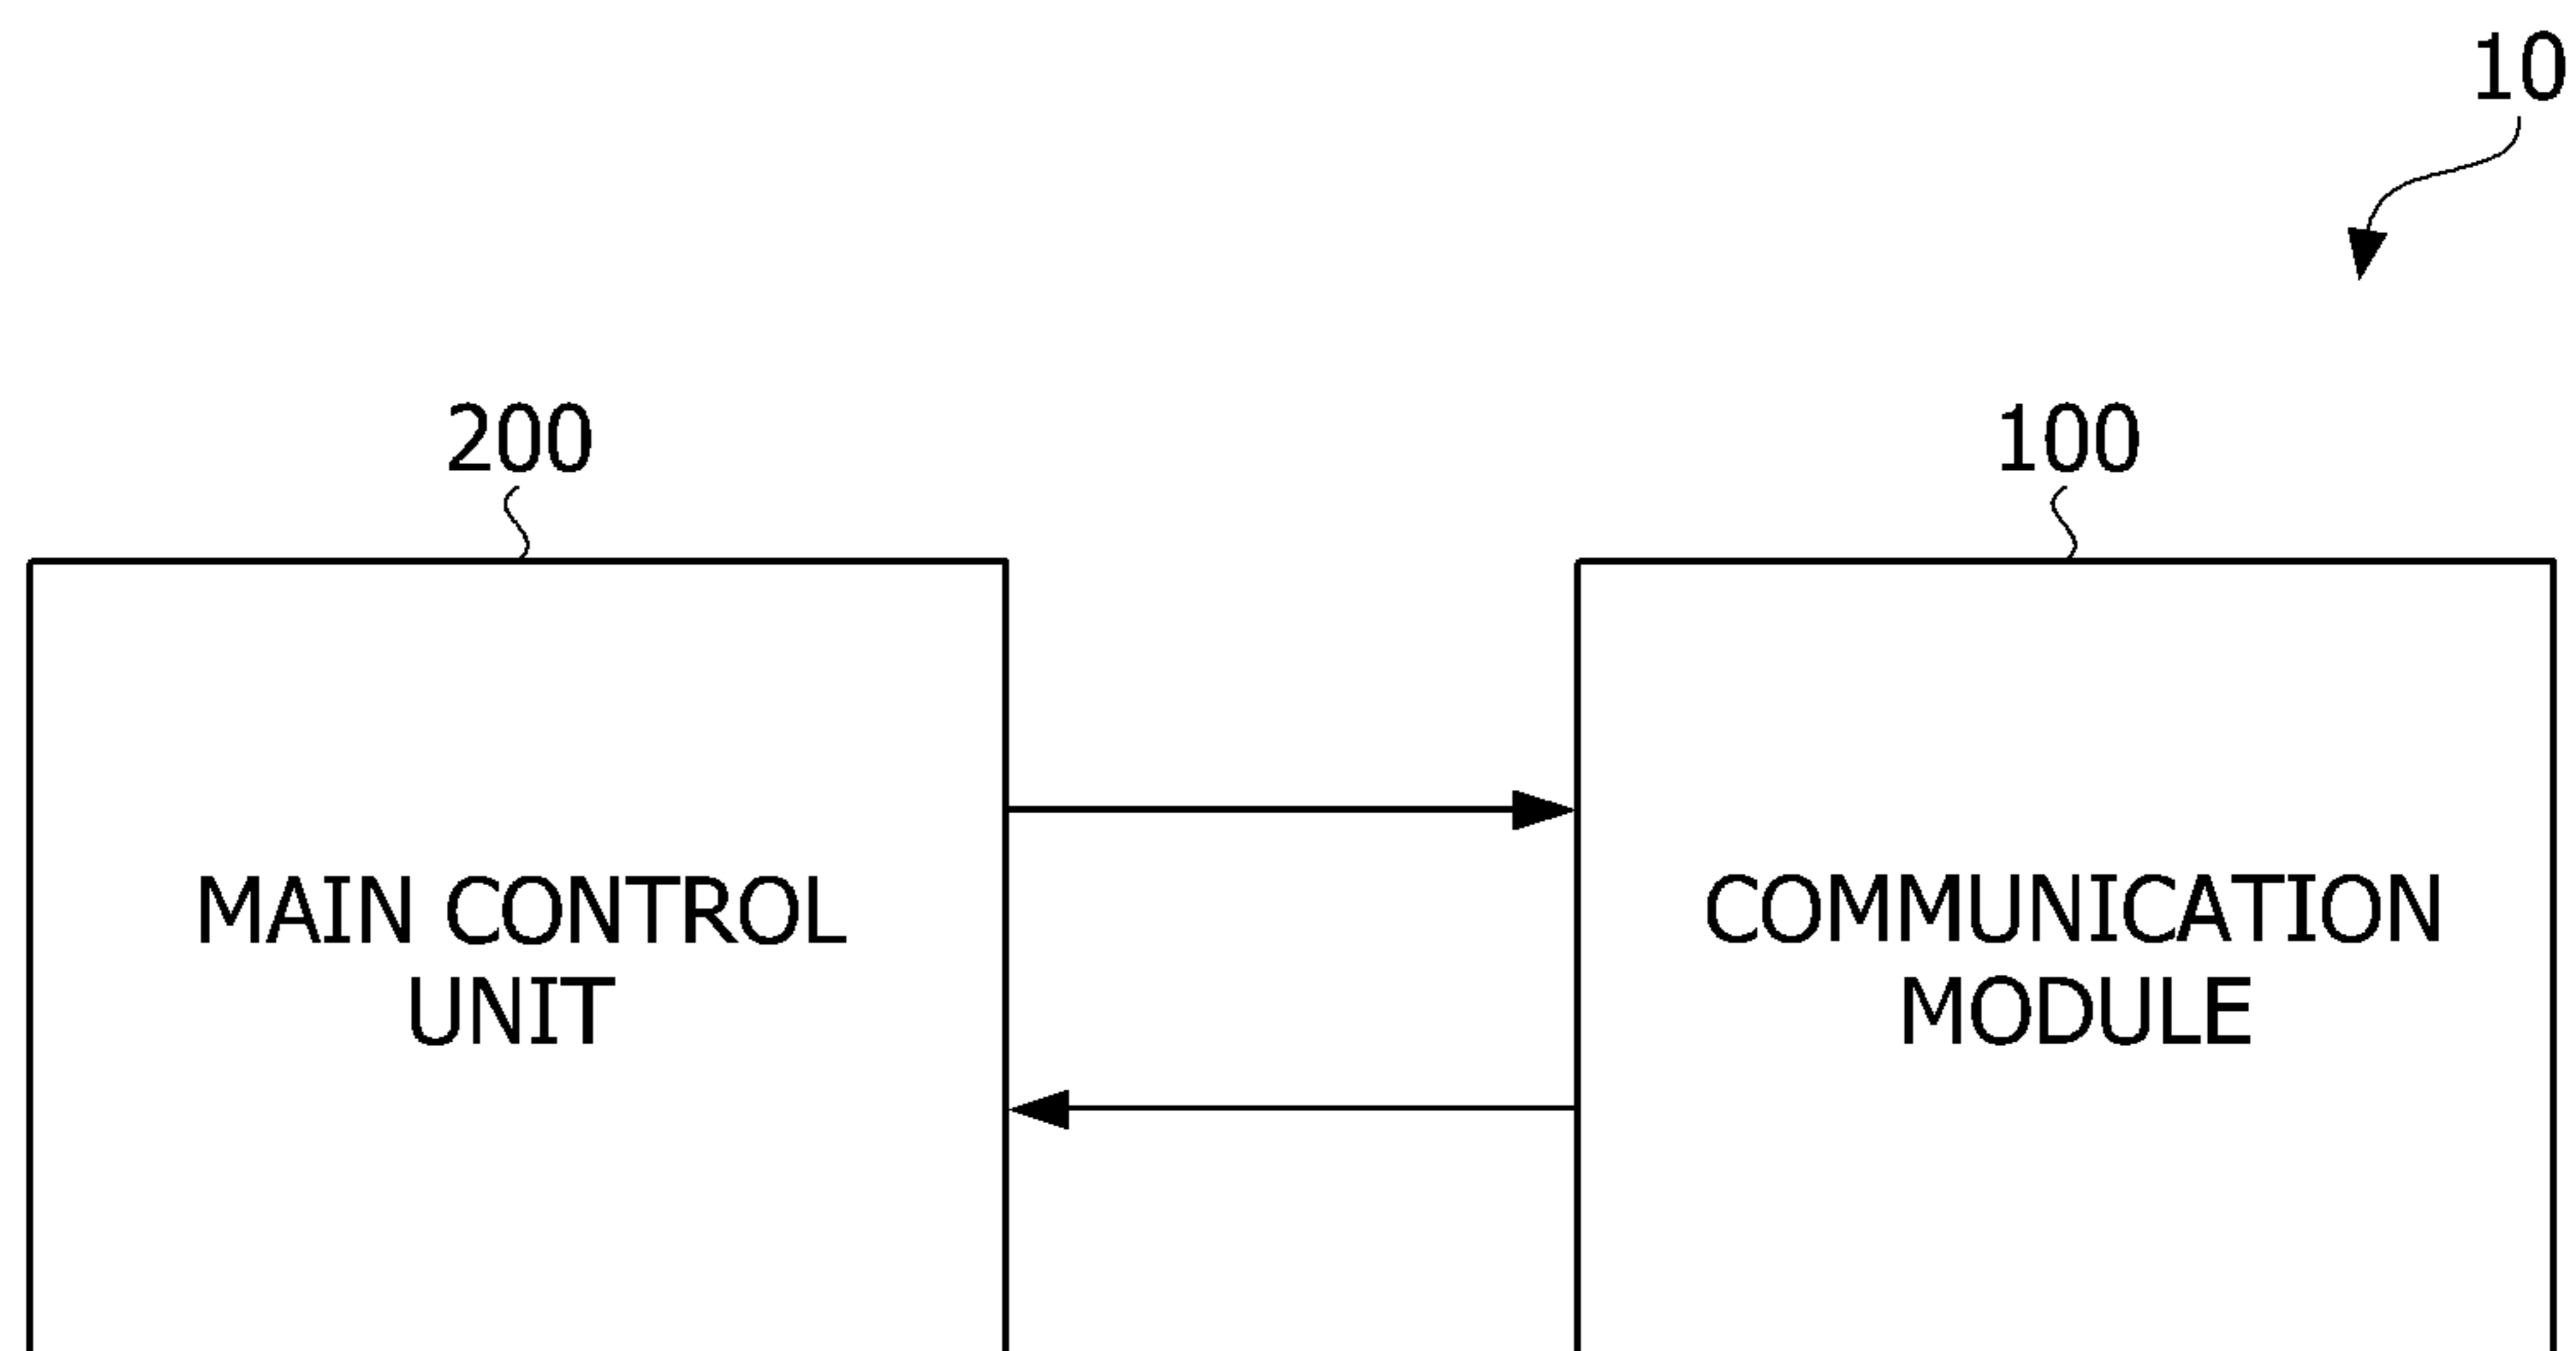 10
200
100
MAIN CONTROL
UNIT
COMMUNICATION
MODULE